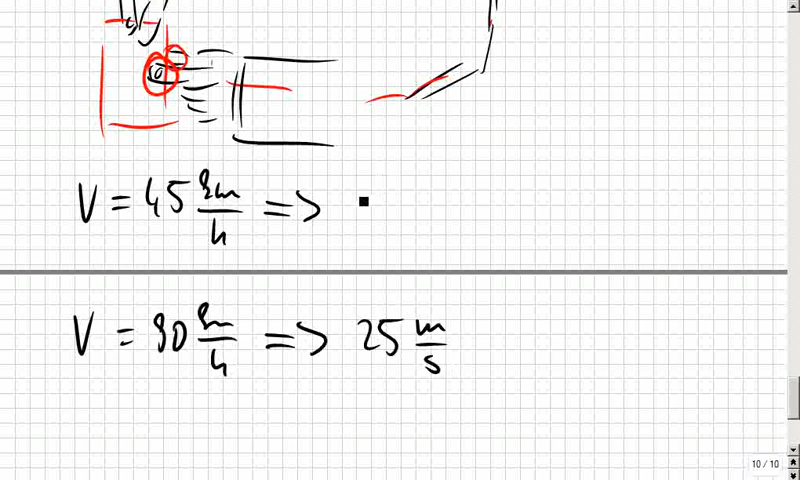 V = 45 km/h =>
V = 90 km/h => 25 m/s
10 / 10